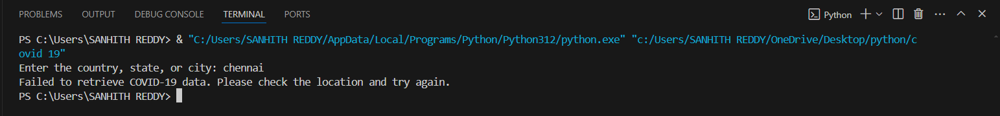 PROBLEMS OUTPUT DEBUG CONSOLE TERMINAL PORTS Python
PS C:\Users\SANHITH REDDY> & "C:/Users/SANHITH REDDY/AppData/Local/Programs/Python/Python312/python.exe" "c:/Users/SANHITH REDDY/OneDrive/Desktop/python/c
ovid 19"
Enter the country, state, or city: chennai
Failed to retrieve COVID-19 data. Please check the location and try again.
PS C:\Users\SANHITH REDDY>